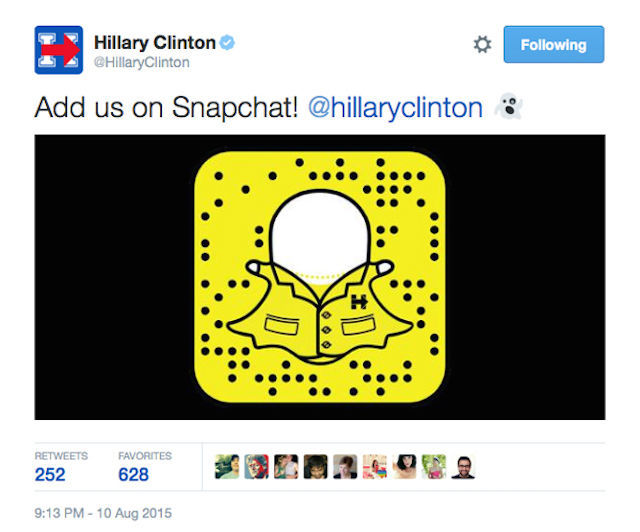 Hillary Clinton
@HillaryClinton
Following
Add us on Snapchat! @hillaryclinton 👻
H
RETWEETS FAVORITES
252 628
9:13 PM - 10 Aug 2015